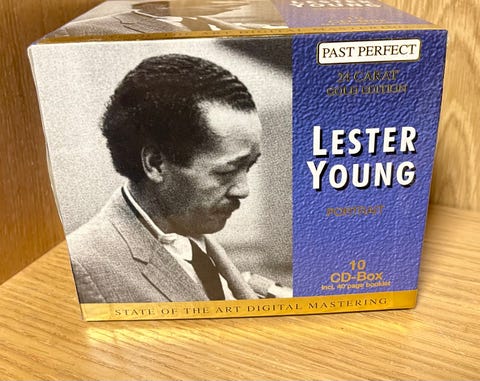 YOUNG
PAST PERFECT
24 CARAT
GOLD EDITION
LESTER
YOUNG
PORTRAIT
10
CD-Box
incl. 40 page booklet
STATE OF THE ART DIGITAL MASTERING